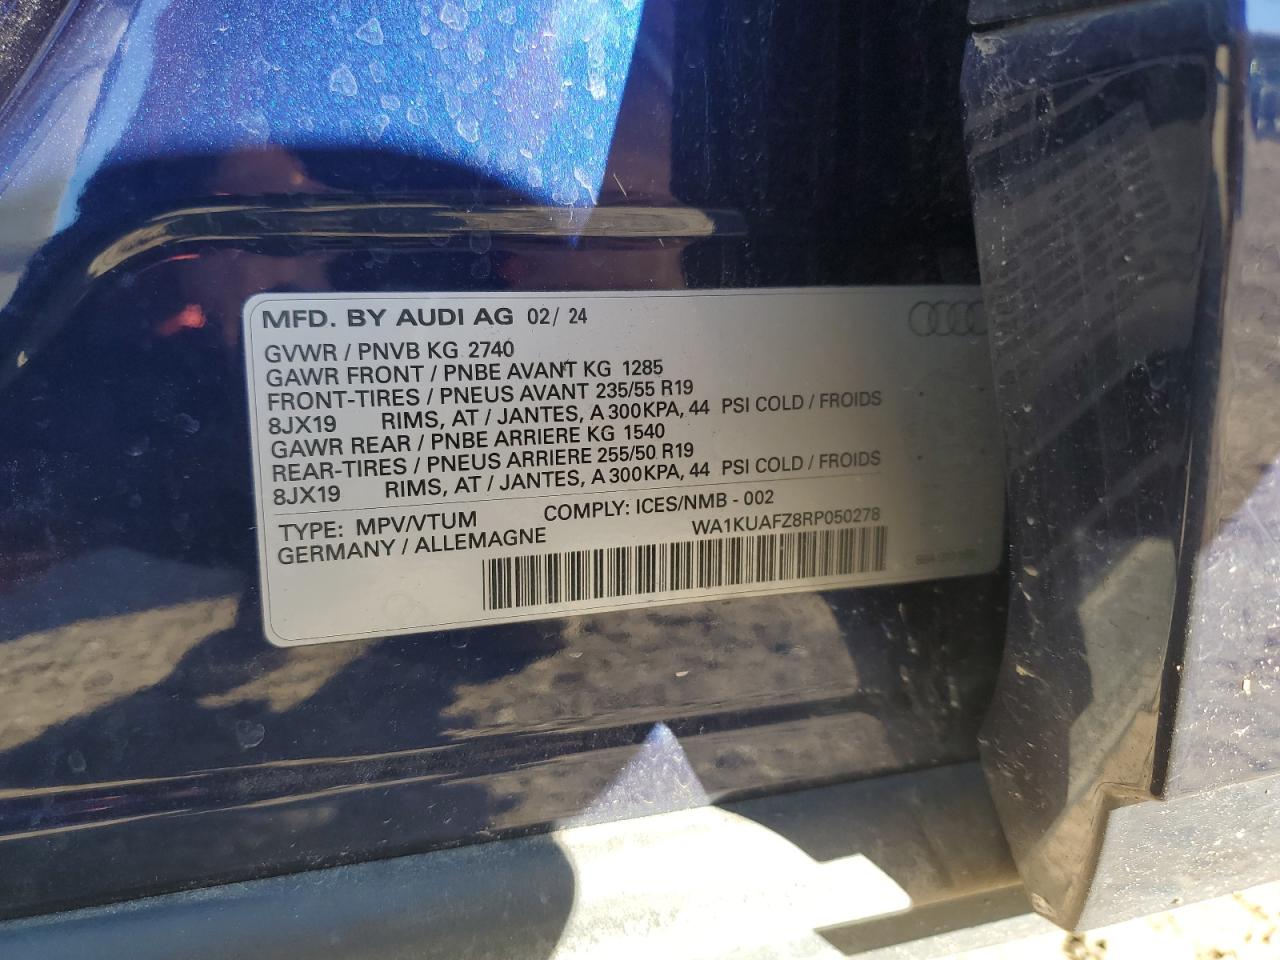 MFD. BY AUDI AG 02/ 24
GVWR / PNVB KG 2740
GAWR FRONT / PNBE AVANT KG 1285
FRONT-TIRES / PNEUS AVANT 235/55 R19
8JX19 RIMS, AT / JANTES, A 300KPA, 44 PSI COLD / FROIDS
GAWR REAR / PNBE ARRIERE KG 1540
REAR-TIRES / PNEUS ARRIERE 255/50 R19
8JX19 RIMS, AT / JANTES, A 300KPA, 44 PSI COLD / FROIDS
TYPE: MPV/VTUM COMPLY: ICES/NMB - 002
GERMANY / ALLEMAGNE WA1KUAFZ8RP050278